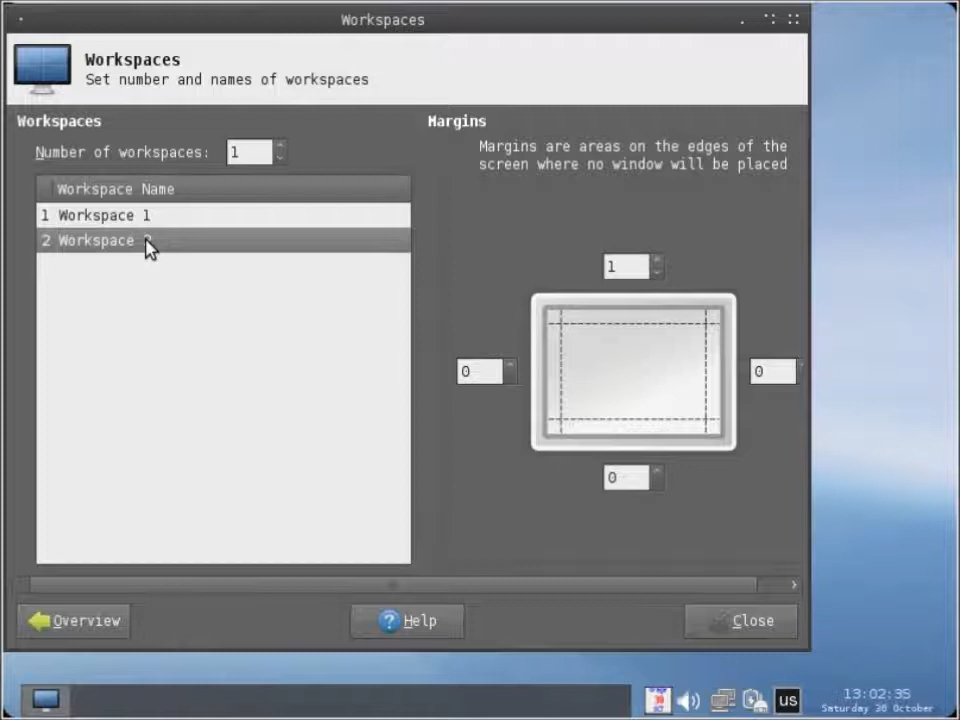 Workspaces
Workspaces
Set number and names of workspaces
Workspaces
Number of workspaces: 1
Workspace Name
1 Workspace 1
2 Workspace
Margins
Margins are areas on the edges of the
screen where no window will be placed
1
0
0
0
Overview
Help
Close
us
13:02:35
Saturday 30 October